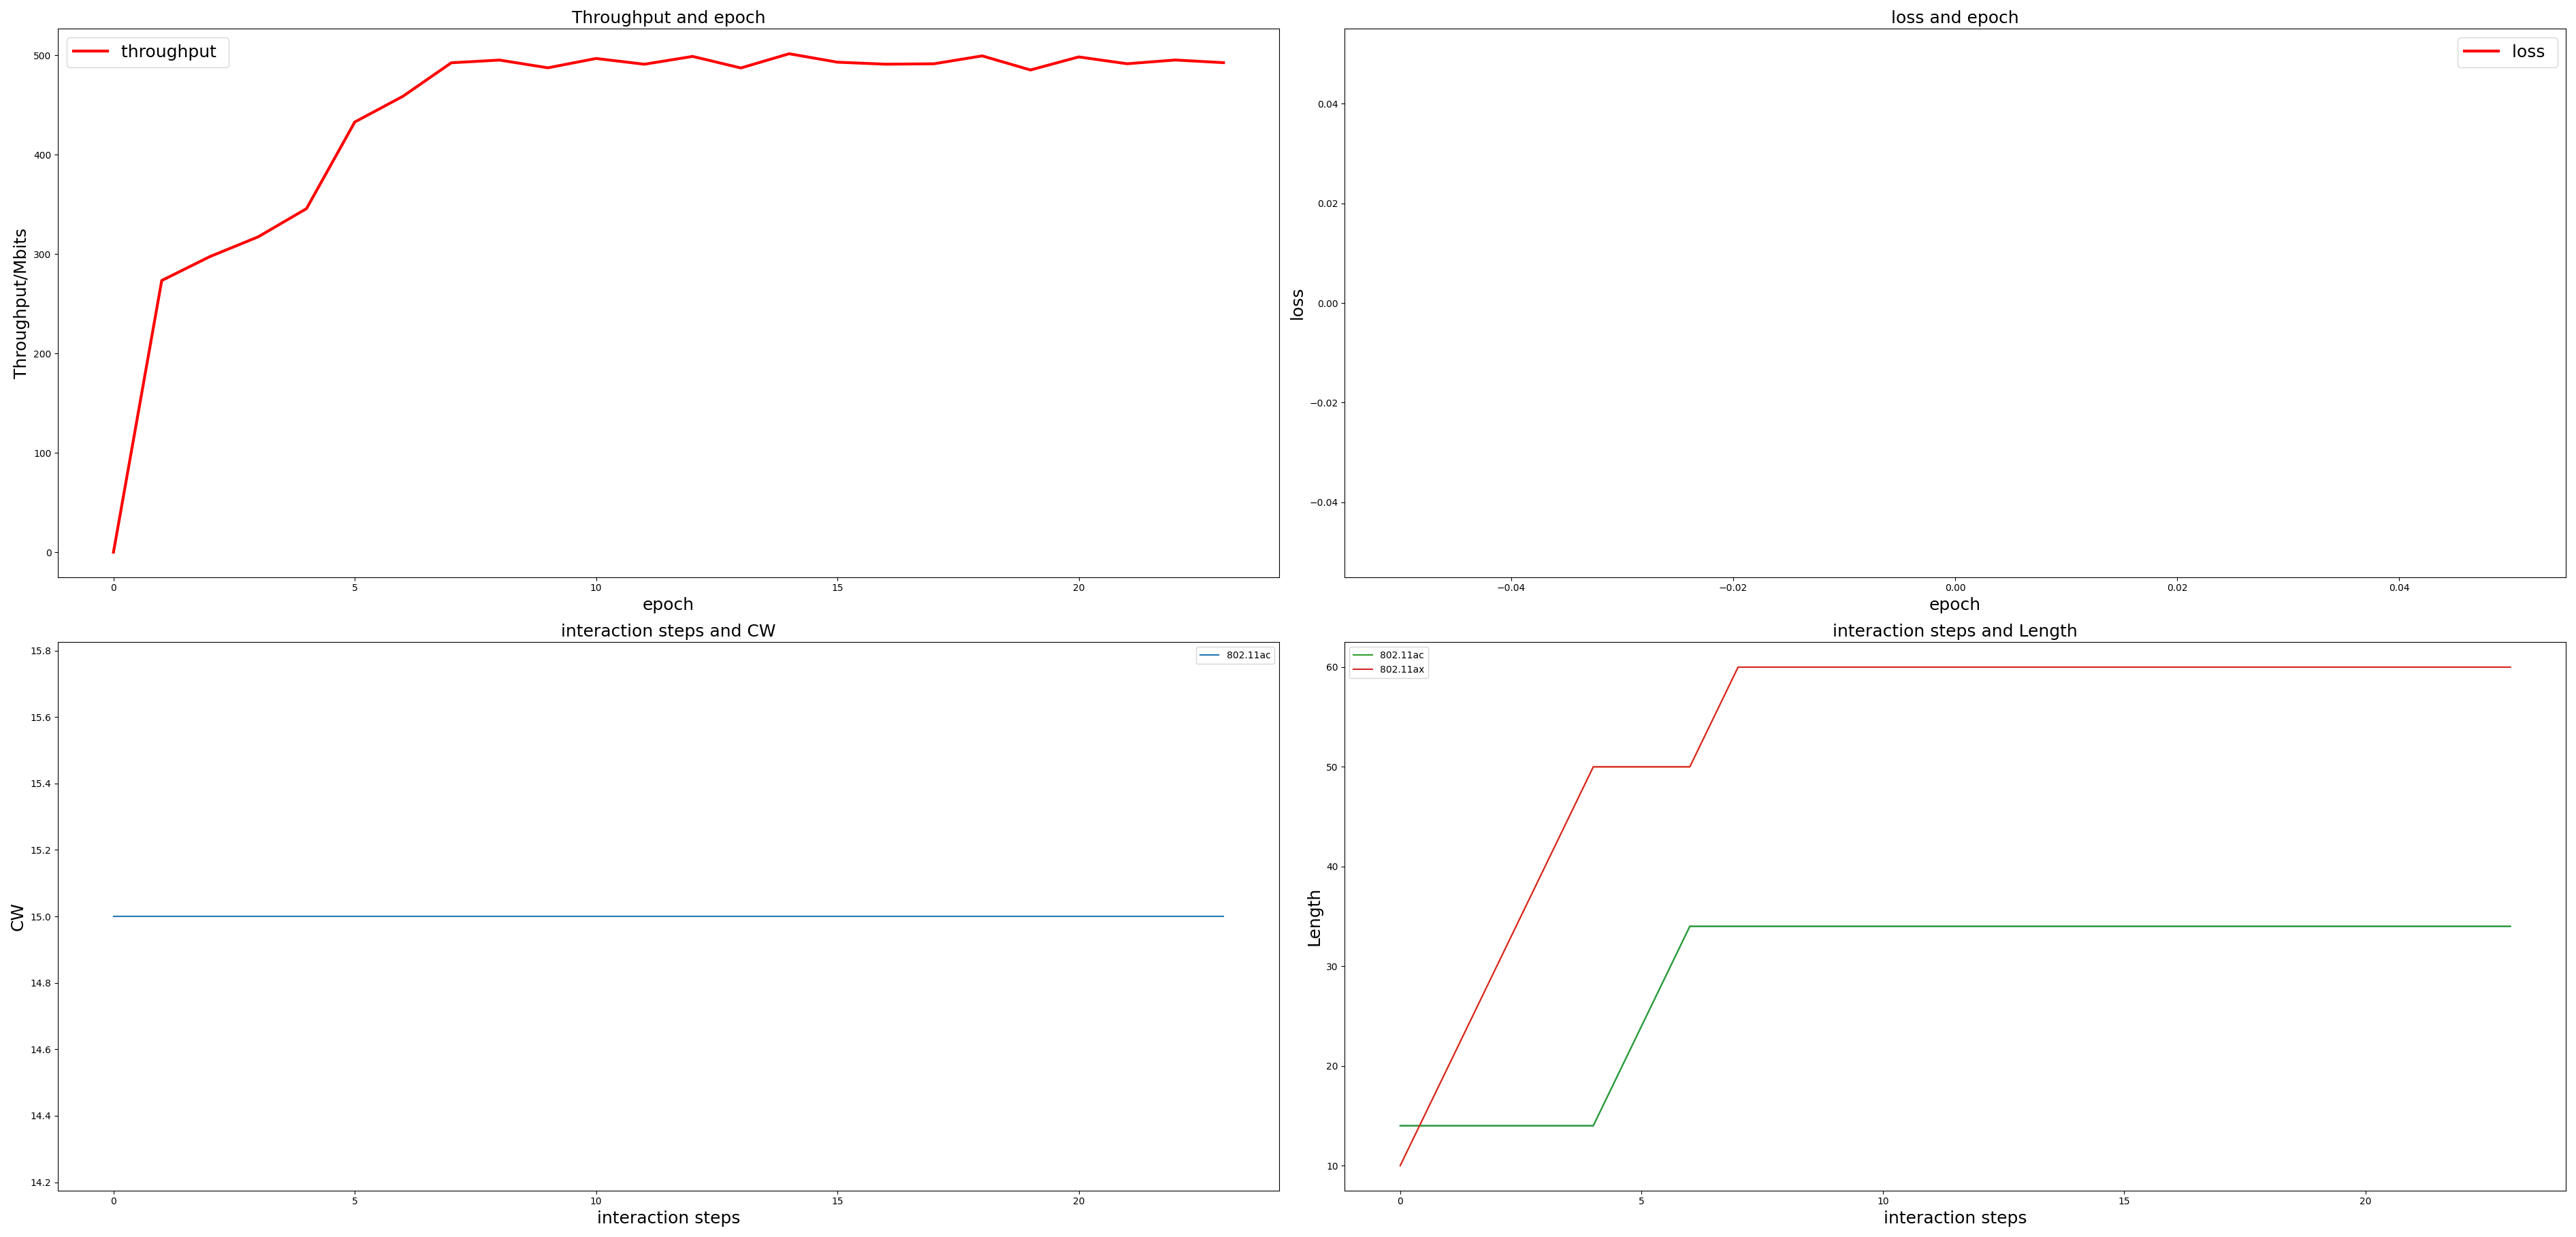 Throughput and epoch
throughput
500
400
300
200
100
0
Throughput/Mbits
0 5 10 15 20
epoch
loss and epoch
loss
0.04
0.02
0.00
−0.02
−0.04
loss
−0.04 −0.02 0.00 0.02 0.04
epoch
interaction steps and CW
802.11ac
15.8
15.6
15.4
15.2
15.0
14.8
14.6
14.4
14.2
CW
0 5 10 15 20
interaction steps
interaction steps and Length
802.11ac
802.11ax
60
50
40
30
20
10
Length
0 5 10 15 20
interaction steps